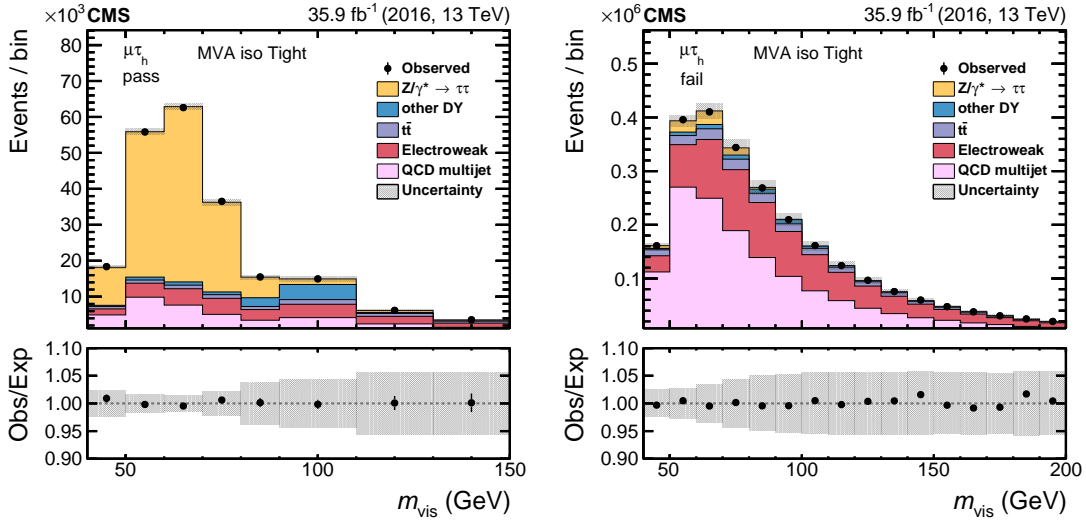 ×10³ CMS 35.9 fb⁻¹ (2016, 13 TeV)
Events / bin
80
70
60
50
40
30
20
10
μτ_h MVA iso Tight
pass
Observed
Z/γ* → ττ
other DY
tt̄
Electroweak
QCD multijet
Uncertainty
Obs/Exp
1.10
1.05
1.00
0.95
0.90
50 100 150
m_vis (GeV)
×10⁶ CMS 35.9 fb⁻¹ (2016, 13 TeV)
Events / bin
0.5
0.4
0.3
0.2
0.1
μτ_h MVA iso Tight
fail
Observed
Z/γ* → ττ
other DY
tt̄
Electroweak
QCD multijet
Uncertainty
Obs/Exp
1.10
1.05
1.00
0.95
0.90
50 100 150 200
m_vis (GeV)